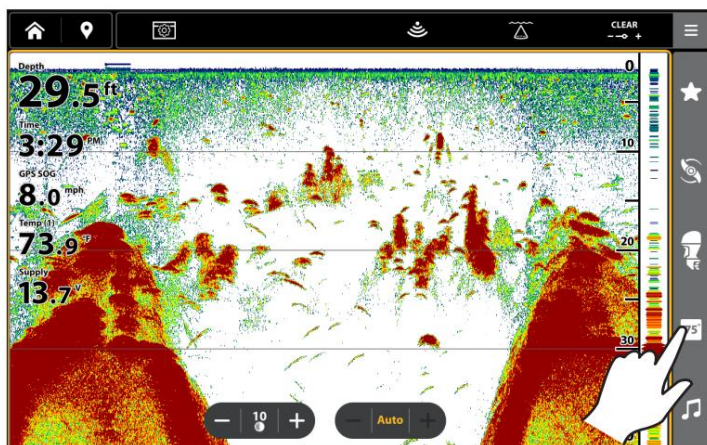 CLEAR
Depth
29.5 ft
Time
3:29 PM
GPS SOG
8.0 mph
Temp (1)
73.9 °F
Supply
13.7 V
0
10
20
30
75°
10
Auto